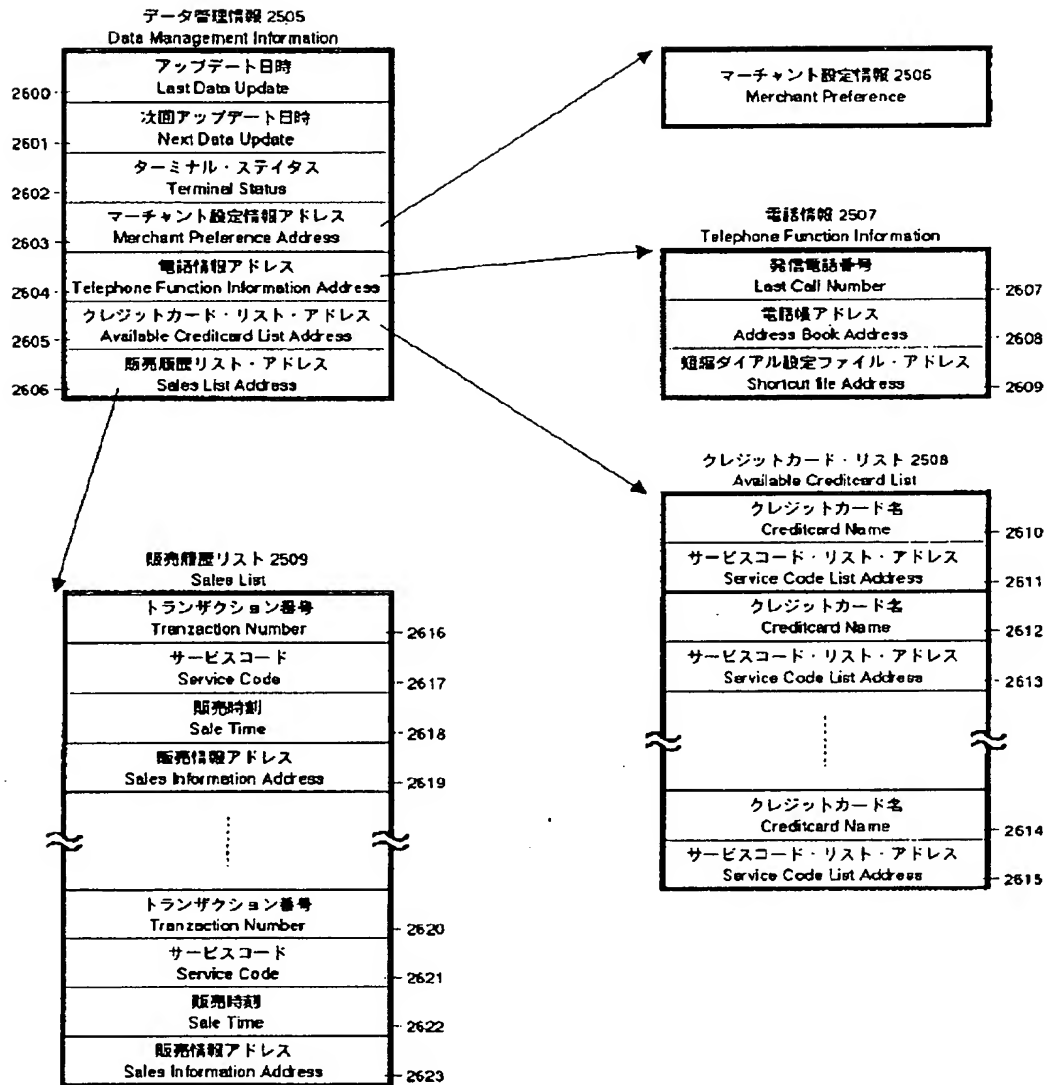 データ管理情報 2505
Data Management Information
アップデート日時
Last Data Update
2600
次回アップデート日時
Next Data Update
2601
ターミナル・ステイタス
Terminal Status
2602
マーチャント設定情報アドレス
Merchant Preference Address
2603
電話情報アドレス
Telephone Function Information Address
2604
クレジットカード・リスト・アドレス
Available Creditcard List Address
2605
販売履歴リスト・アドレス
Sales List Address
2606
マーチャント設定情報 2506
Merchant Preference
電話情報 2507
Telephone Function Information
発信電話番号
Last Call Number
2607
電話帳アドレス
Address Book Address
2608
短縮ダイアル設定ファイル・アドレス
Shortcut file Address
2609
クレジットカード・リスト 2508
Available Creditcard List
クレジットカード名
Creditcard Name
2610
サービスコード・リスト・アドレス
Service Code List Address
2611
クレジットカード名
Creditcard Name
2612
サービスコード・リスト・アドレス
Service Code List Address
2613
クレジットカード名
Creditcard Name
2614
サービスコード・リスト・アドレス
Service Code List Address
2615
販売履歴リスト 2509
Sales List
トランザクション番号
Tranzaction Number
2616
サービスコード
Service Code
2617
販売時刻
Sale Time
2618
販売情報アドレス
Sales Information Address
2619
トランザクション番号
Tranzaction Number
2620
サービスコード
Service Code
2621
販売時刻
Sale Time
2622
販売情報アドレス
Sales Information Address
2623